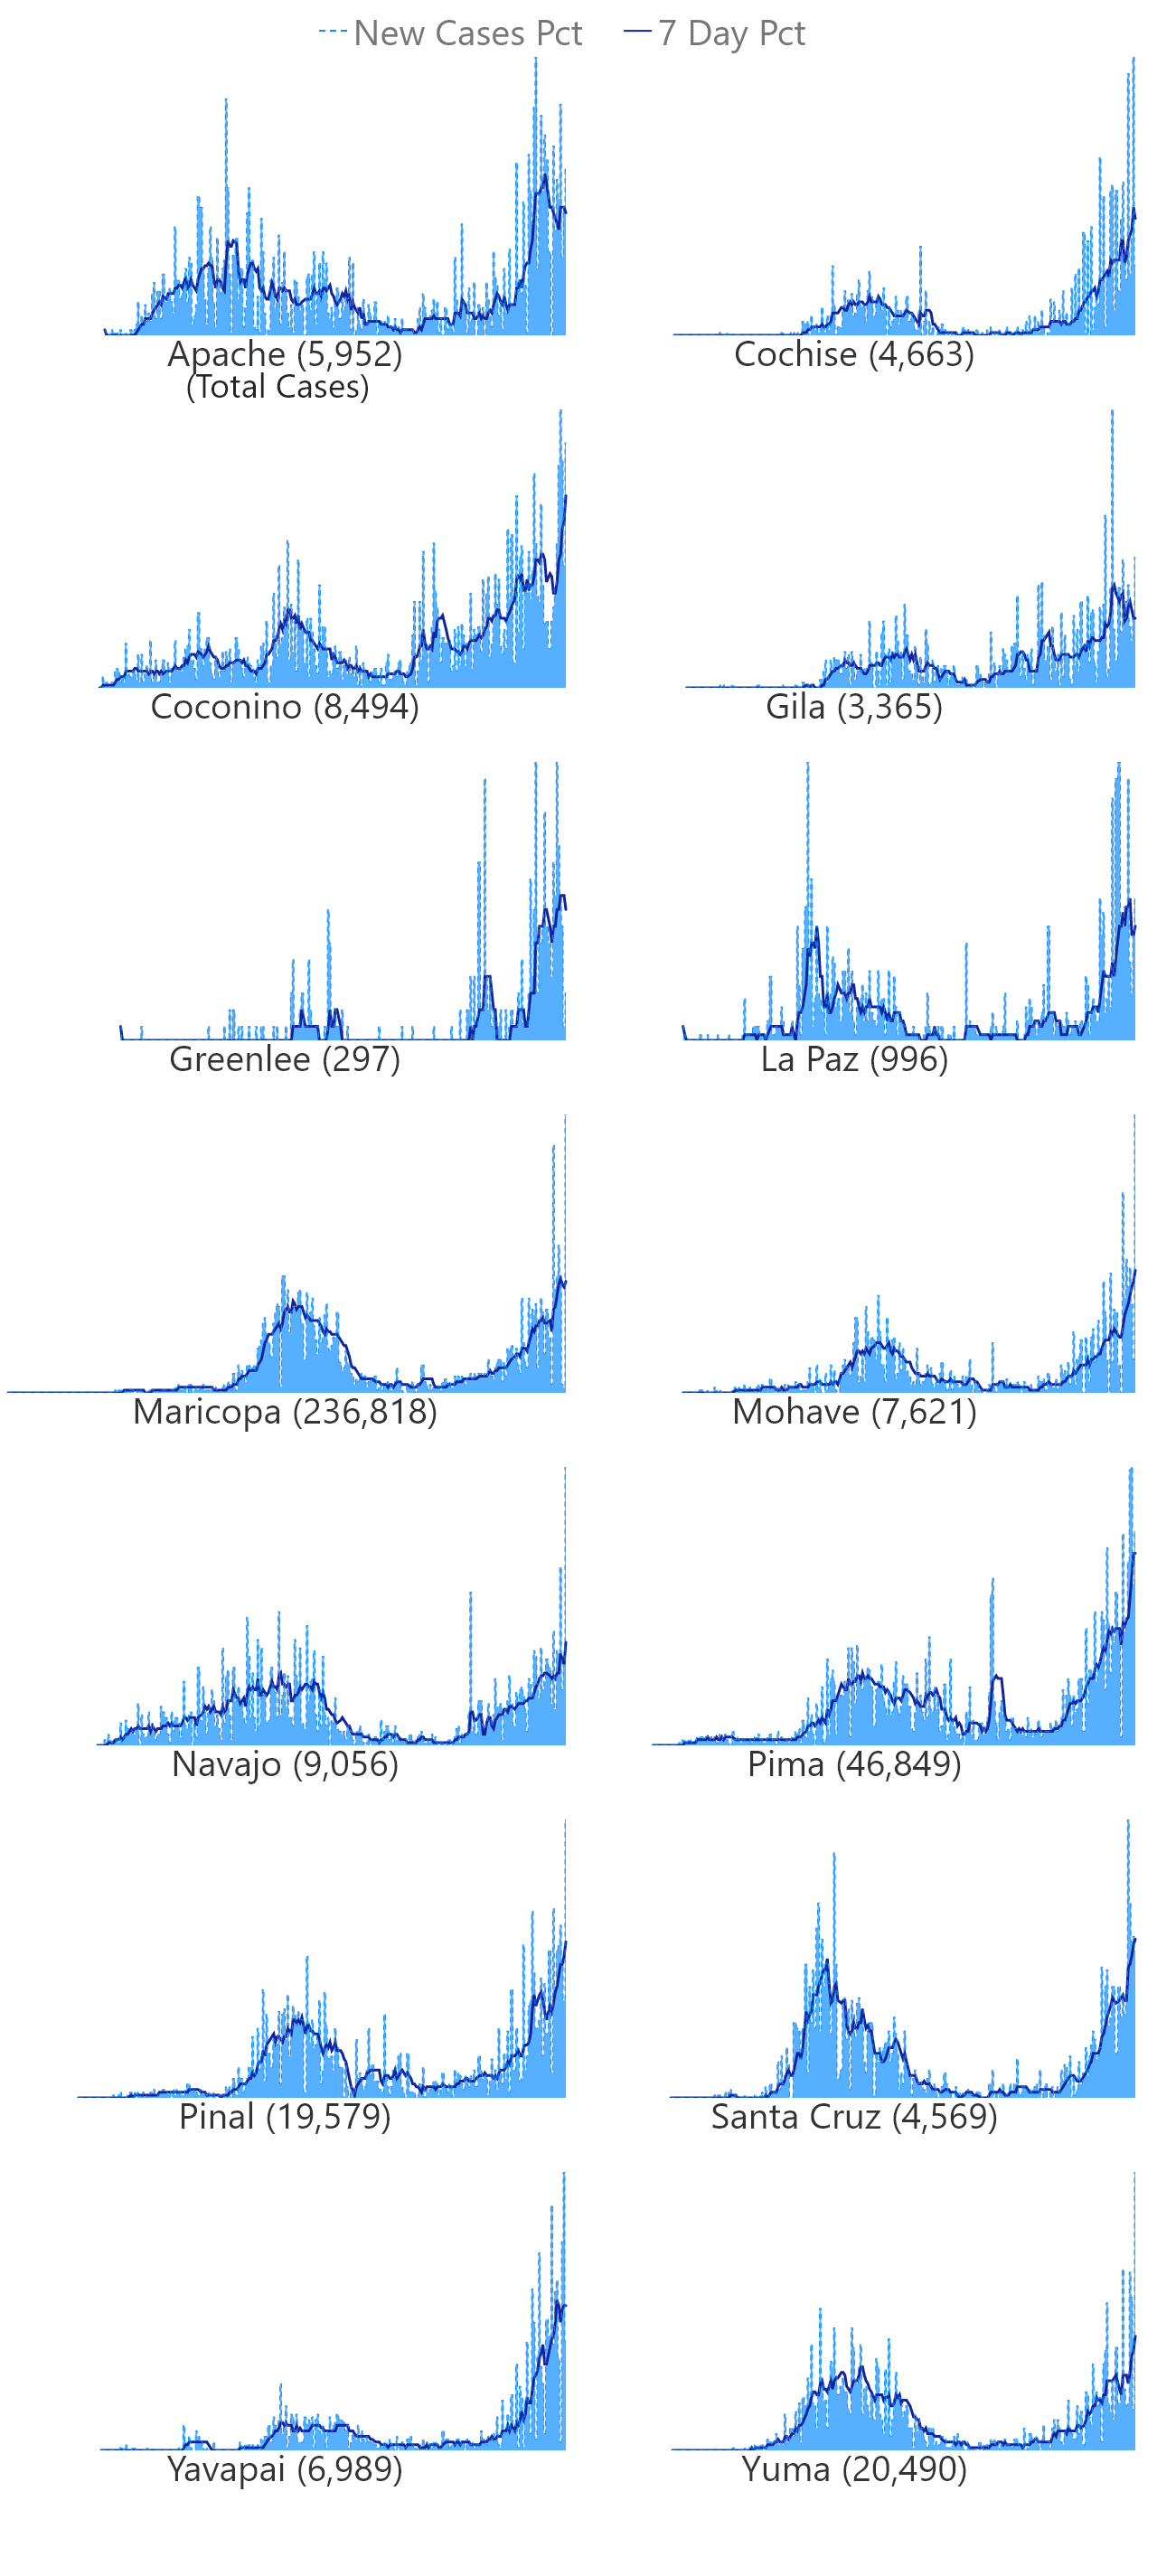 New Cases Pct 7 Day Pct
Apache (5,952) Cochise (4,663)
(Total Cases)
Coconino (8,494) Gila (3,365)
Greenlee (297) La Paz (996)
Maricopa (236,818) Mohave (7,621)
Navajo (9,056) Pima (46,849)
Pinal (19,579) Santa Cruz (4,569)
Yavapai (6,989) Yuma (20,490)